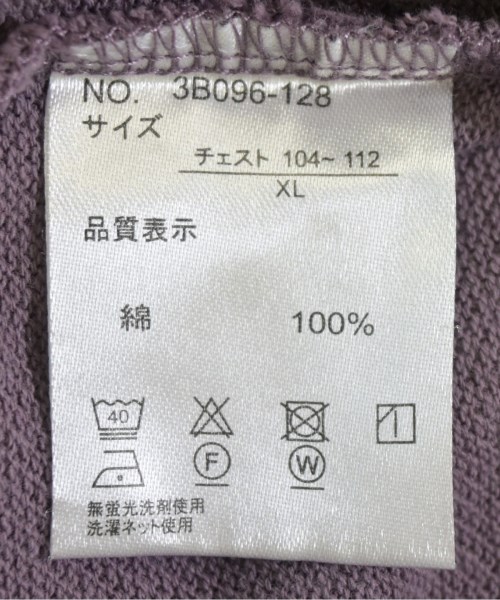 NO. 3B096-128
サイズ
チェスト 104~ 112
XL
品質表示
綿 100%
40
F W
無蛍光洗剤使用
洗濯ネット使用